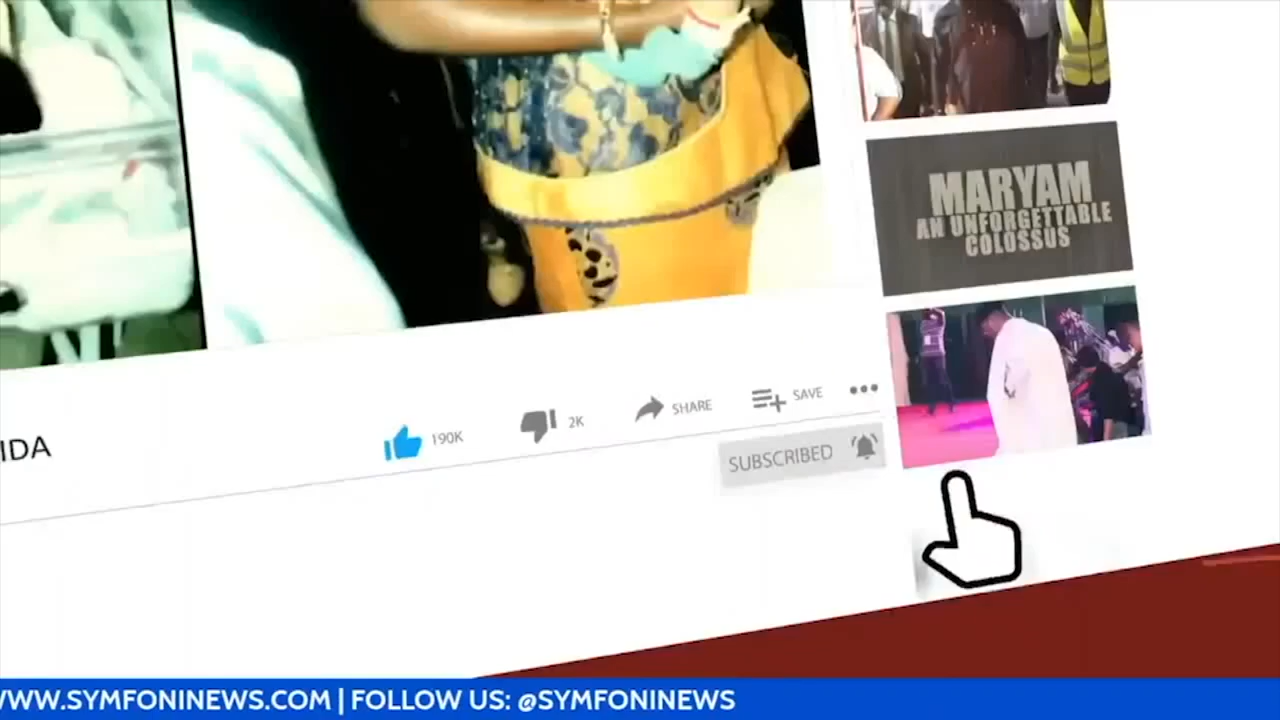 MARYAM
AN UNFORGETTABLE
COLOSSUS
IDA
190K
2K
SHARE
SAVE
SUBSCRIBED
WWW.SYMFONINEWS.COM | FOLLOW US: @SYMFONINEWS